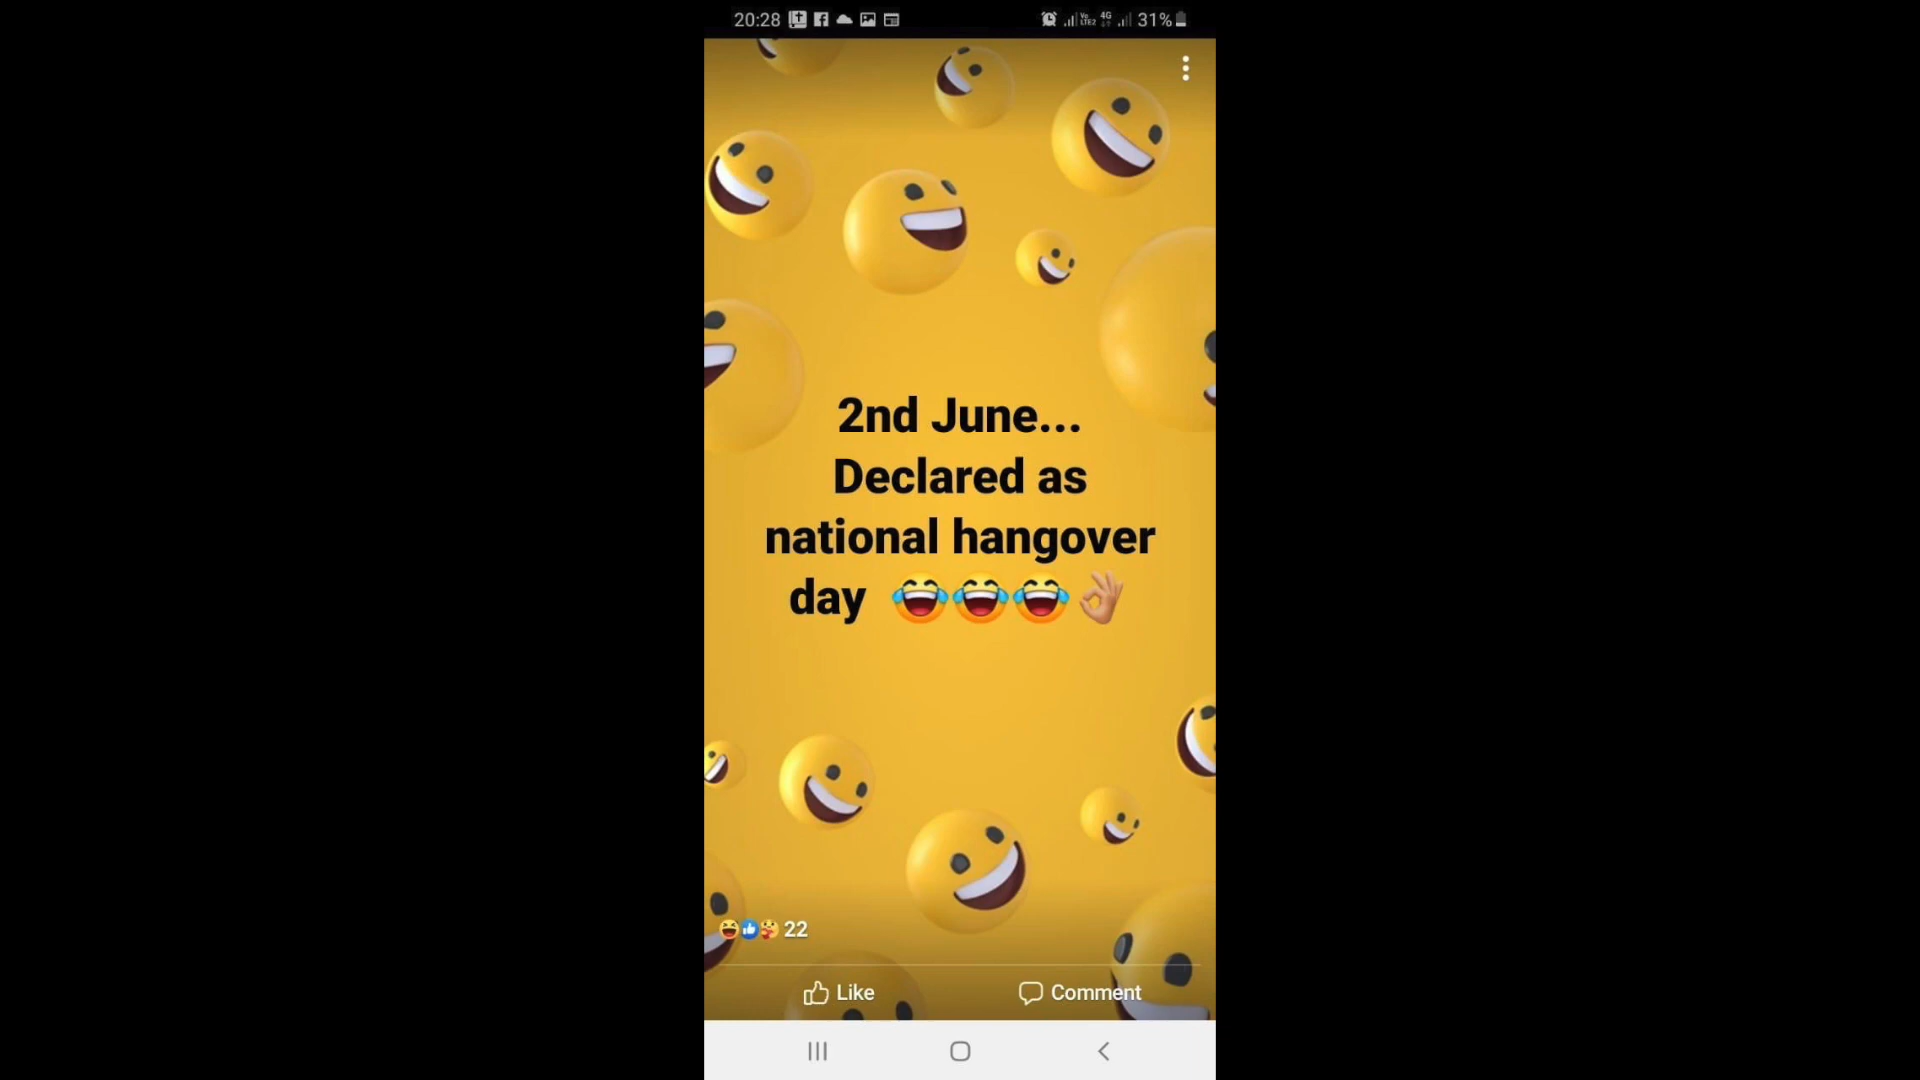 20:28 31%
2nd June...
Declared as
national hangover
day 😂😂😂👌🏽
22
Like Comment